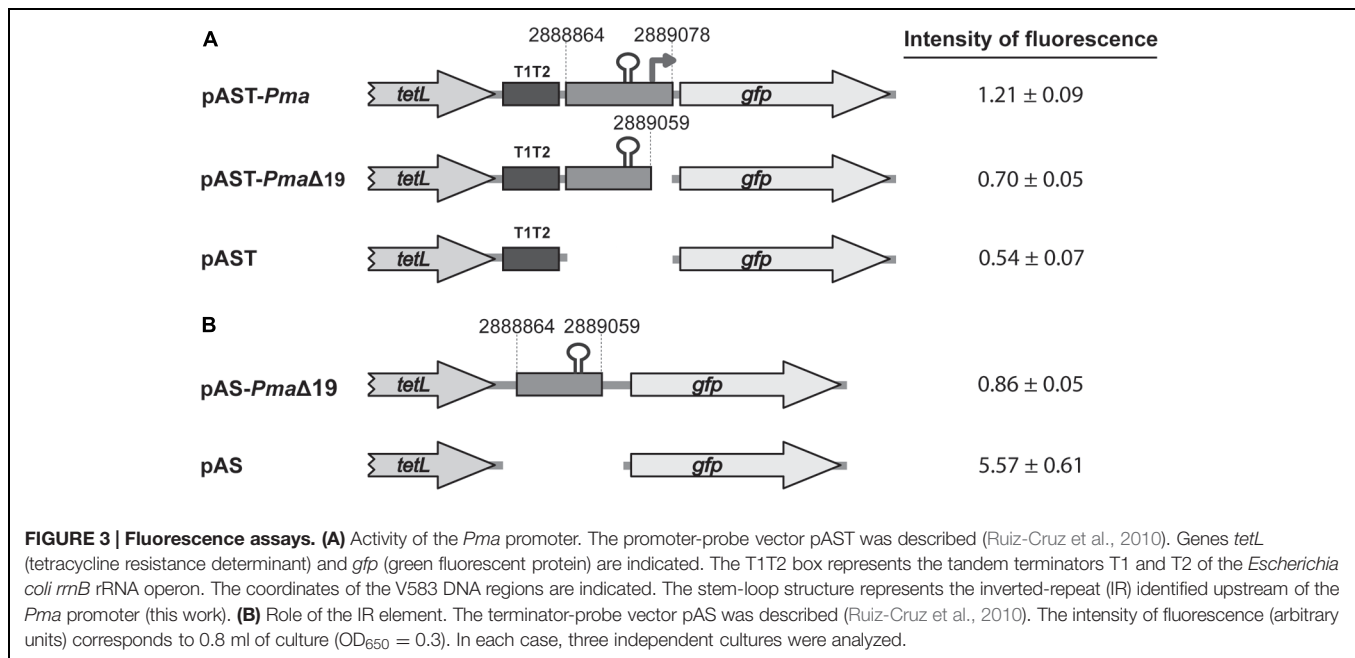 A
2888864 2889078
Intensity of fluorescence
pAST-Pma tetL T1T2 gfp 1.21 ± 0.09
2889059
pAST-PmaΔ19 tetL T1T2 gfp 0.70 ± 0.05
pAST tetL T1T2 gfp 0.54 ± 0.07
B
2888864 2889059
pAS-PmaΔ19 tetL gfp 0.86 ± 0.05
pAS tetL gfp 5.57 ± 0.61
FIGURE 3 | Fluorescence assays. (A) Activity of the Pma promoter. The promoter-probe vector pAST was described (Ruiz-Cruz et al., 2010). Genes tetL
(tetracycline resistance determinant) and gfp (green fluorescent protein) are indicated. The T1T2 box represents the tandem terminators T1 and T2 of the Escherichia
coli rrnB rRNA operon. The coordinates of the V583 DNA regions are indicated. The stem-loop structure represents the inverted-repeat (IR) identified upstream of the
Pma promoter (this work). (B) Role of the IR element. The terminator-probe vector pAS was described (Ruiz-Cruz et al., 2010). The intensity of fluorescence (arbitrary
units) corresponds to 0.8 ml of culture (OD650 = 0.3). In each case, three independent cultures were analyzed.